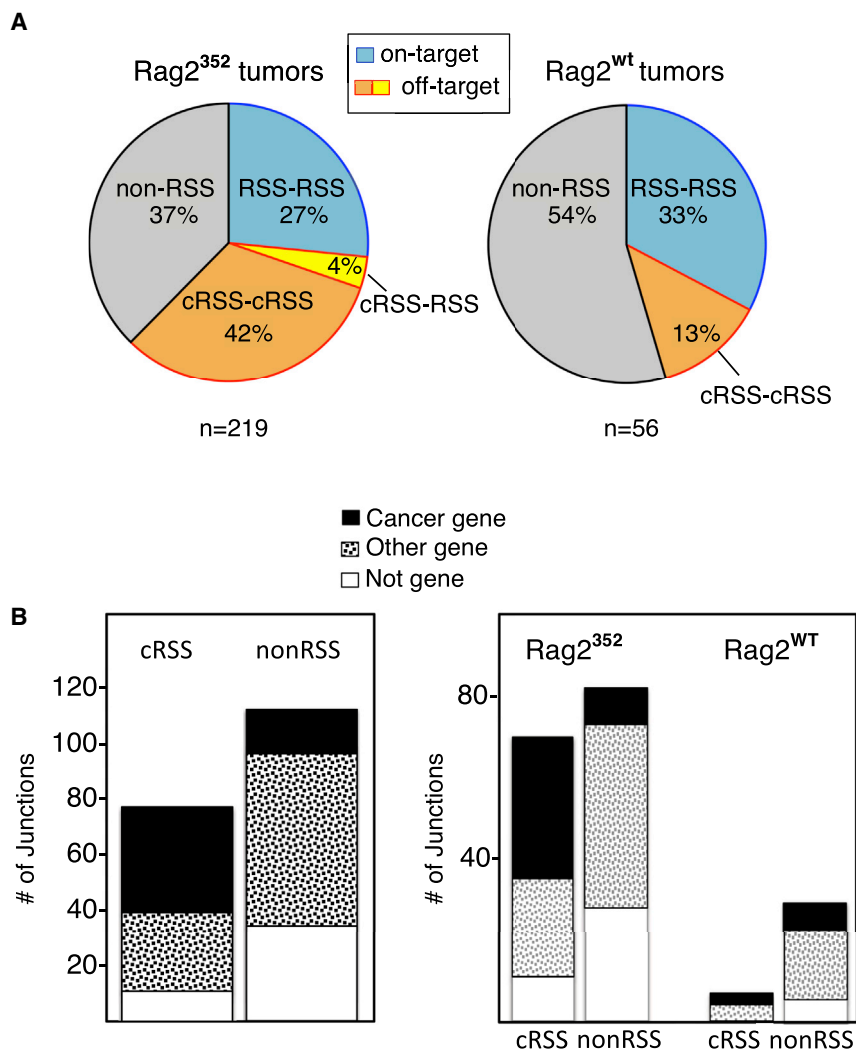 A
Rag2352 tumors
on-target
off-target
Rag2wt tumors
non-RSS
37%
RSS-RSS
27%
4%
cRSS-RSS
cRSS-cRSS
42%
n=219
non-RSS
54%
RSS-RSS
33%
13%
cRSS-cRSS
n=56
Cancer gene
Other gene
Not gene
B
# of Junctions
120
100
80
60
40
20
cRSS
nonRSS
# of Junctions
80
40
Rag2352
Rag2WT
cRSS nonRSS
cRSS nonRSS